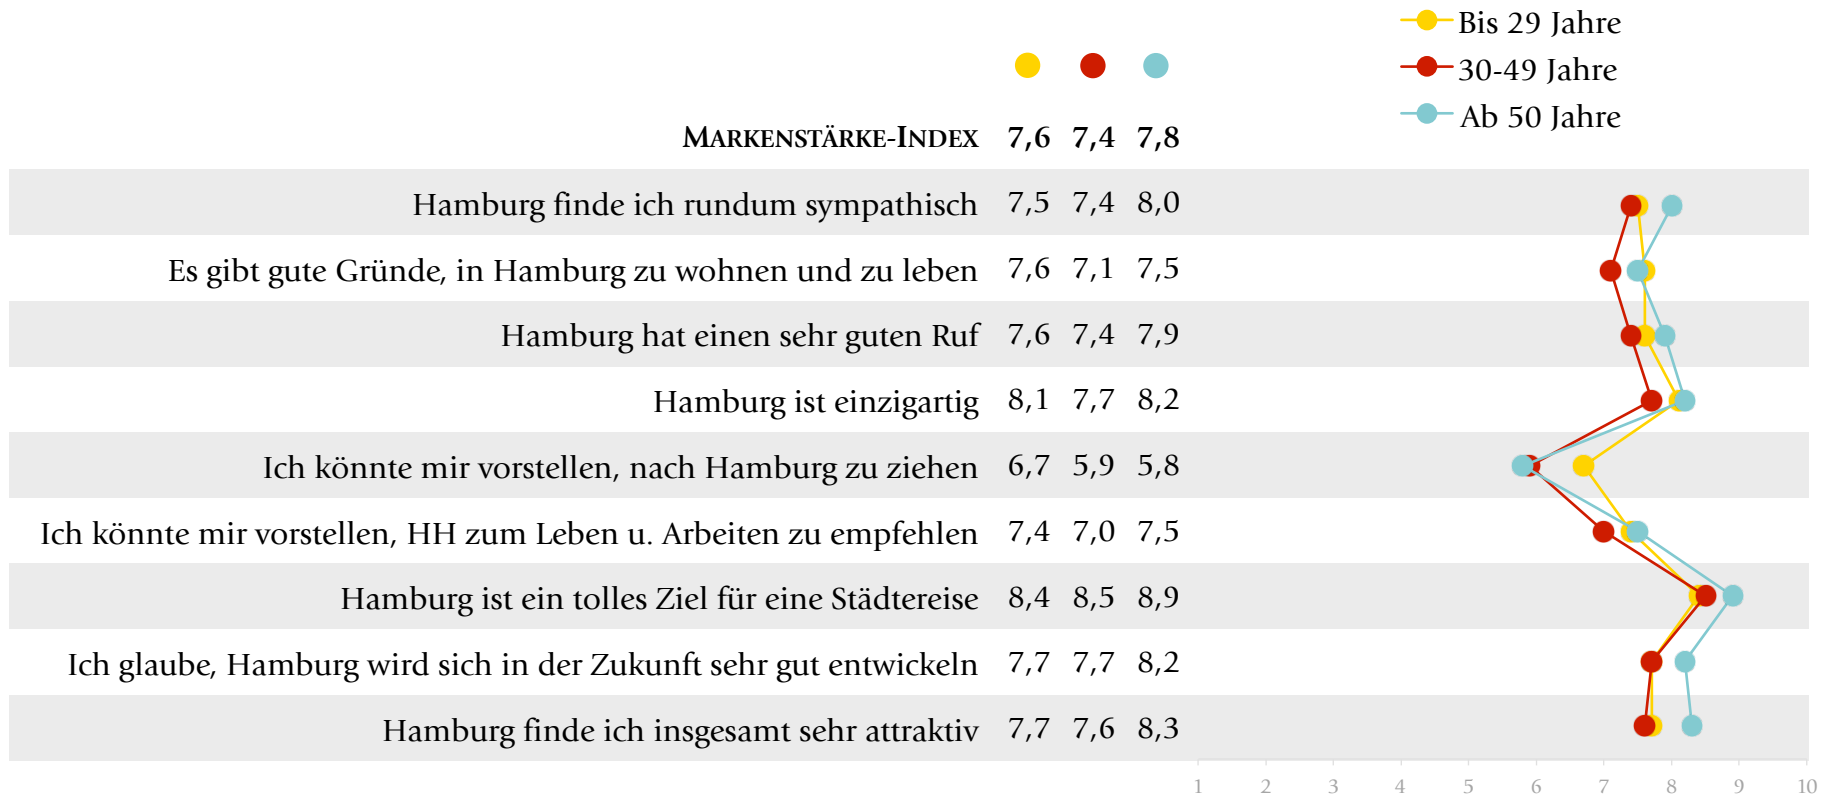 Bis 29 Jahre
30-49 Jahre
Ab 50 Jahre
MARKENSTÄRKE-INDEX 7,6 7,4 7,8
Hamburg finde ich rundum sympathisch 7,5 7,4 8,0
Es gibt gute Gründe, in Hamburg zu wohnen und zu leben 7,6 7,1 7,5
Hamburg hat einen sehr guten Ruf 7,6 7,4 7,9
Hamburg ist einzigartig 8,1 7,7 8,2
Ich könnte mir vorstellen, nach Hamburg zu ziehen 6,7 5,9 5,8
Ich könnte mir vorstellen, HH zum Leben u. Arbeiten zu empfehlen 7,4 7,0 7,5
Hamburg ist ein tolles Ziel für eine Städtereise 8,4 8,5 8,9
Ich glaube, Hamburg wird sich in der Zukunft sehr gut entwickeln 7,7 7,7 8,2
Hamburg finde ich insgesamt sehr attraktiv 7,7 7,6 8,3
1 2 3 4 5 6 7 8 9 10